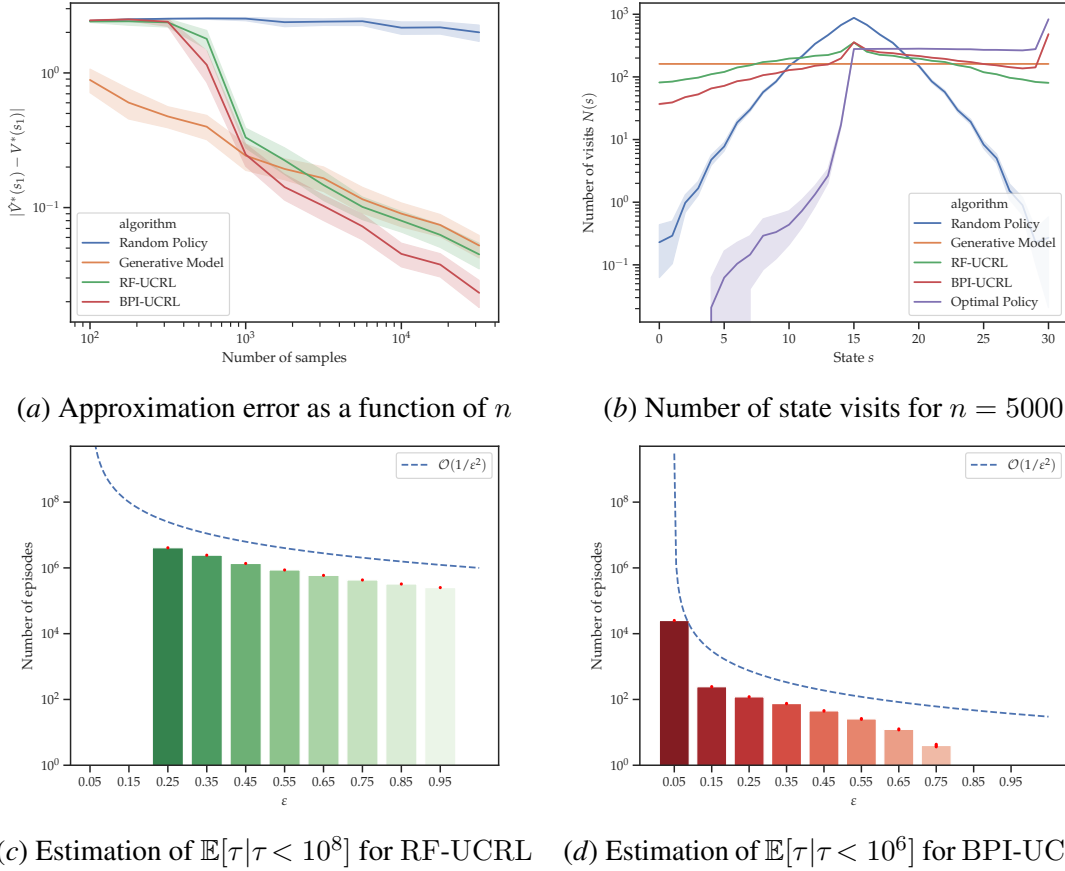 10^0
10^{-1}
|V̂*(s_1) − V*(s_1)|
algorithm
Random Policy
Generative Model
RF-UCRL
BPI-UCRL
10^2 10^3 10^4
Number of samples
10^3
10^2
10^1
10^0
10^{-1}
Number of visits N(s)
algorithm
Random Policy
Generative Model
RF-UCRL
BPI-UCRL
Optimal Policy
0 5 10 15 20 25 30
State s
(a) Approximation error as a function of n
(b) Number of state visits for n = 5000
O(1/ε^2)
10^8
10^6
10^4
10^2
10^0
Number of episodes
0.05 0.15 0.25 0.35 0.45 0.55 0.65 0.75 0.85 0.95
ε
O(1/ε^2)
10^8
10^6
10^4
10^2
10^0
Number of episodes
0.05 0.15 0.25 0.35 0.45 0.55 0.65 0.75 0.85 0.95
ε
c) Estimation of 𝔼[τ|τ < 10^8] for RF-UCRL
(d) Estimation of 𝔼[τ|τ < 10^6] for BPI-UC